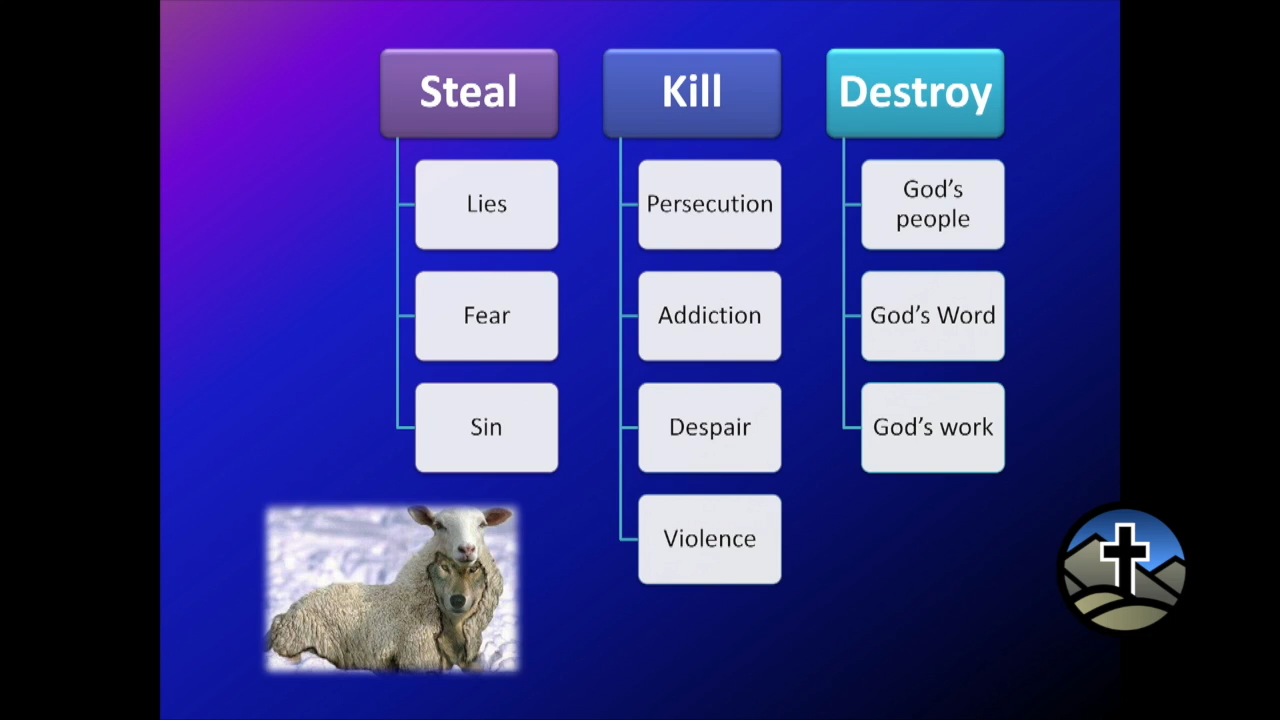 Steal
Lies
Fear
Sin
Kill
Persecution
Addiction
Despair
Violence
Destroy
God’s
people
God’s Word
God’s work